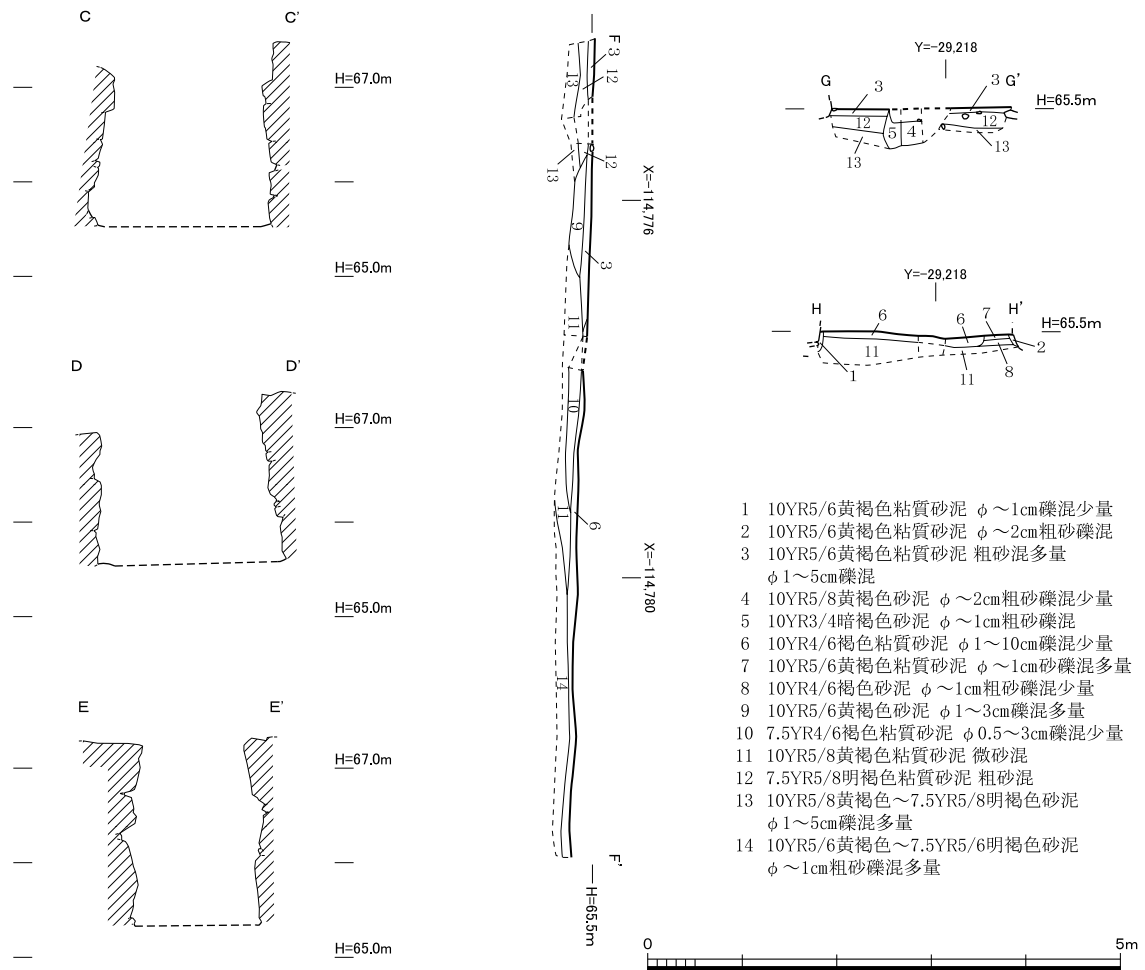 C C'
H=67.0m
H=65.0m
D D'
H=67.0m
H=65.0m
E E'
H=67.0m
H=65.0m
F
3
12
13
12
12
13
X=-114,776
9
3
11
10
11
6
X=-114,780
14
F'
H=65.5m
Y=-29,218
G 3 3 G'
H=65.5m
12 5 4 12
13 13
Y=-29,218
H 6 6 7 H'
H=65.5m
11 2
1 11 8
1 10YR5/6黄褐色粘質砂泥 φ～1cm礫混少量
2 10YR5/6黄褐色粘質砂泥 φ～2cm粗砂礫混
3 10YR5/6黄褐色粘質砂泥 粗砂混多量
φ1～5cm礫混
4 10YR5/8黄褐色砂泥 φ～2cm粗砂礫混少量
5 10YR3/4暗褐色砂泥 φ～1cm粗砂礫混
6 10YR4/6褐色粘質砂泥 φ1～10cm礫混少量
7 10YR5/6黄褐色粘質砂泥 φ～1cm砂礫混多量
8 10YR4/6褐色砂泥 φ～1cm粗砂礫混少量
9 10YR5/6黄褐色砂泥 φ1～3cm礫混多量
10 7.5YR4/6褐色粘質砂泥 φ0.5～3cm礫混少量
11 10YR5/8黄褐色粘質砂泥 微砂混
12 7.5YR5/8明褐色粘質砂泥 粗砂混
13 10YR5/8黄褐色～7.5YR5/8明褐色砂泥
φ1～5cm礫混多量
14 10YR5/6黄褐色～7.5YR5/6明褐色砂泥
φ～1cm粗砂礫混多量
0 5m